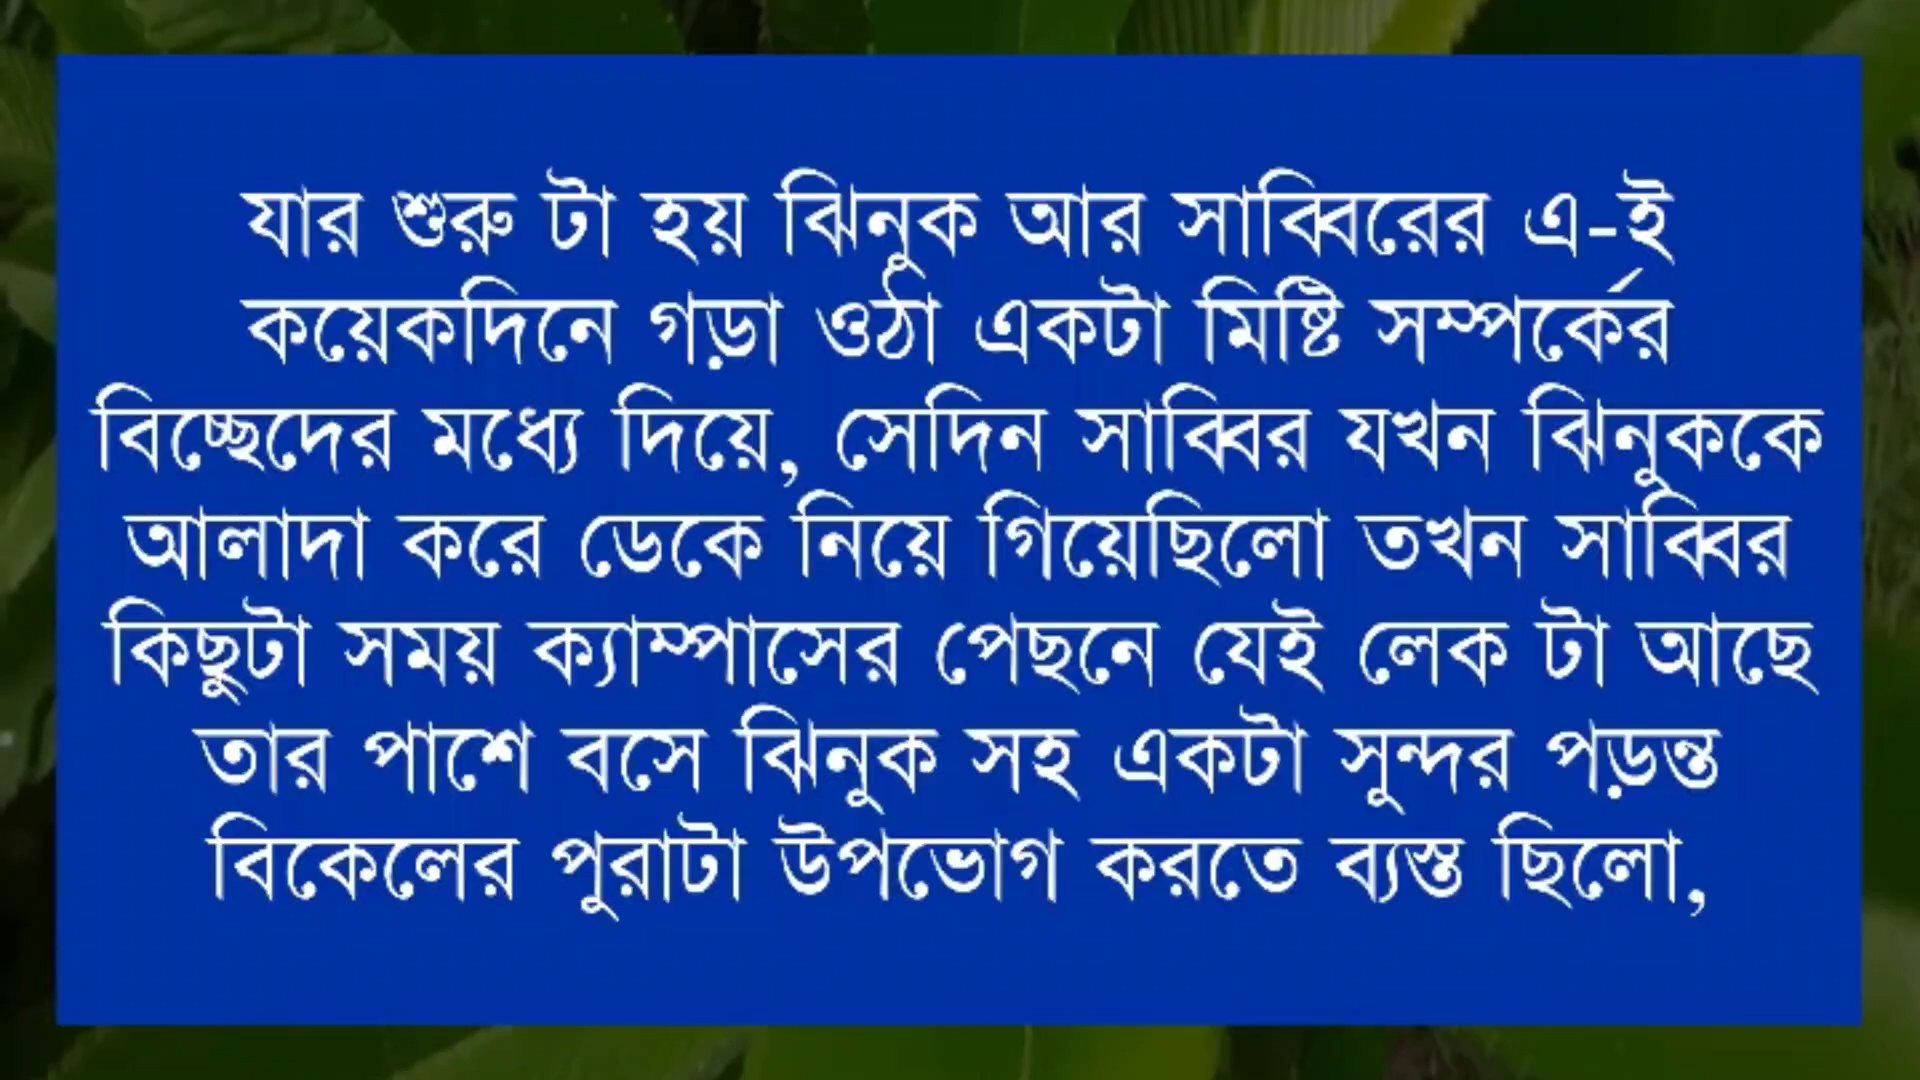 যার শুরু টা হয় ঝিনুক আর সাব্বিরের এ-ই
কয়েকদিনে গড়া ওঠা একটা মিষ্টি সম্পর্কের
বিচ্ছেদের মধ্যে দিয়ে, সেদিন সাব্বির যখন ঝিনুককে
আলাদা করে ডেকে নিয়ে গিয়েছিলো তখন সাব্বির
কিছুটা সময় ক্যাম্পাসের পেছনে যেই লেক টা আছে
তার পাশে বসে ঝিনুক সহ একটা সুন্দর পড়ন্ত
বিকেলের পুরাটা উপভোগ করতে ব্যস্ত ছিলো,